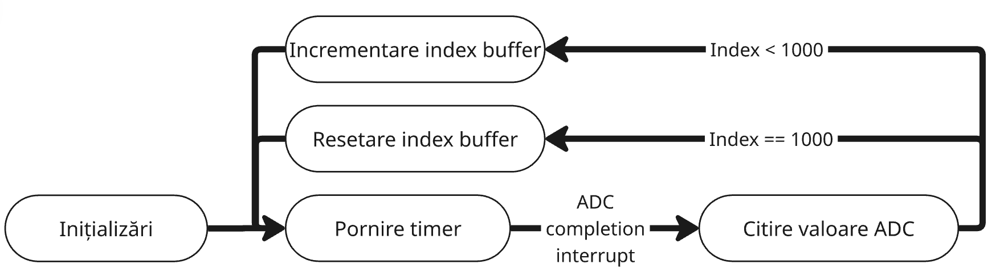 Incrementare index buffer
Index < 1000
Resetare index buffer
Index == 1000
Inițializări
Pornire timer
ADC
completion
interrupt
Citire valoare ADC